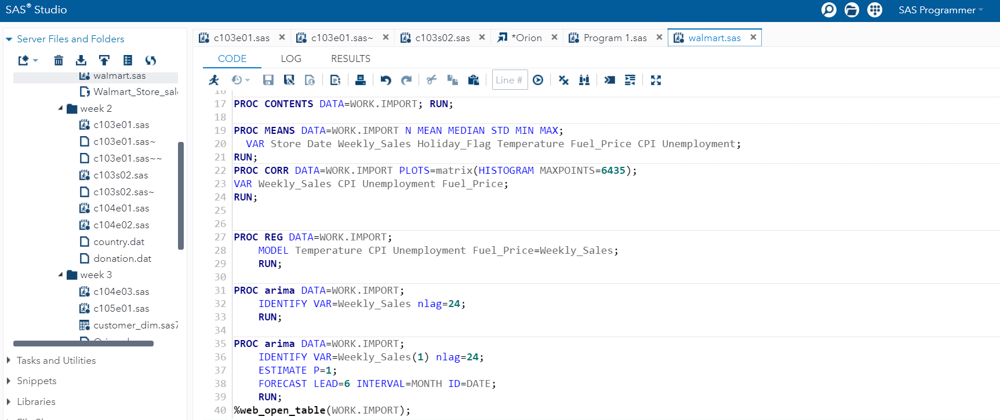 SAS® Studio
SAS Programmer
Server Files and Folders
walmart.sas
Walmart_Store_sal
week 2
c103e01.sas
c103e01.sas~
c103e01.sas~~
c103s02.sas
c103s02.sas~
c104e01.sas
c104e02.sas
country.dat
donation.dat
week 3
c104e03.sas
c105e01.sas
customer_dim.sas7
Tasks and Utilities
Snippets
Libraries
c103e01.sas
c103e01.sas~
c103s02.sas
*Orion
Program 1.sas
walmart.sas
CODE LOG RESULTS
Line #
16
17 PROC CONTENTS DATA=WORK.IMPORT; RUN;
18
19 PROC MEANS DATA=WORK.IMPORT N MEAN MEDIAN STD MIN MAX;
20 VAR Store Date Weekly_Sales Holiday_Flag Temperature Fuel_Price CPI Unemployment;
21 RUN;
22 PROC CORR DATA=WORK.IMPORT PLOTS=matrix(HISTOGRAM MAXPOINTS=6435);
23 VAR Weekly_Sales CPI Unemployment Fuel_Price;
24 RUN;
25
26
27 PROC REG DATA=WORK.IMPORT;
28 MODEL Temperature CPI Unemployment Fuel_Price=Weekly_Sales;
29 RUN;
30
31 PROC arima DATA=WORK.IMPORT;
32 IDENTIFY VAR=Weekly_Sales nlag=24;
33 RUN;
34
35 PROC arima DATA=WORK.IMPORT;
36 IDENTIFY VAR=Weekly_Sales(1) nlag=24;
37 ESTIMATE P=1;
38 FORECAST LEAD=6 INTERVAL=MONTH ID=DATE;
39 RUN;
40 %web_open_table(WORK.IMPORT);